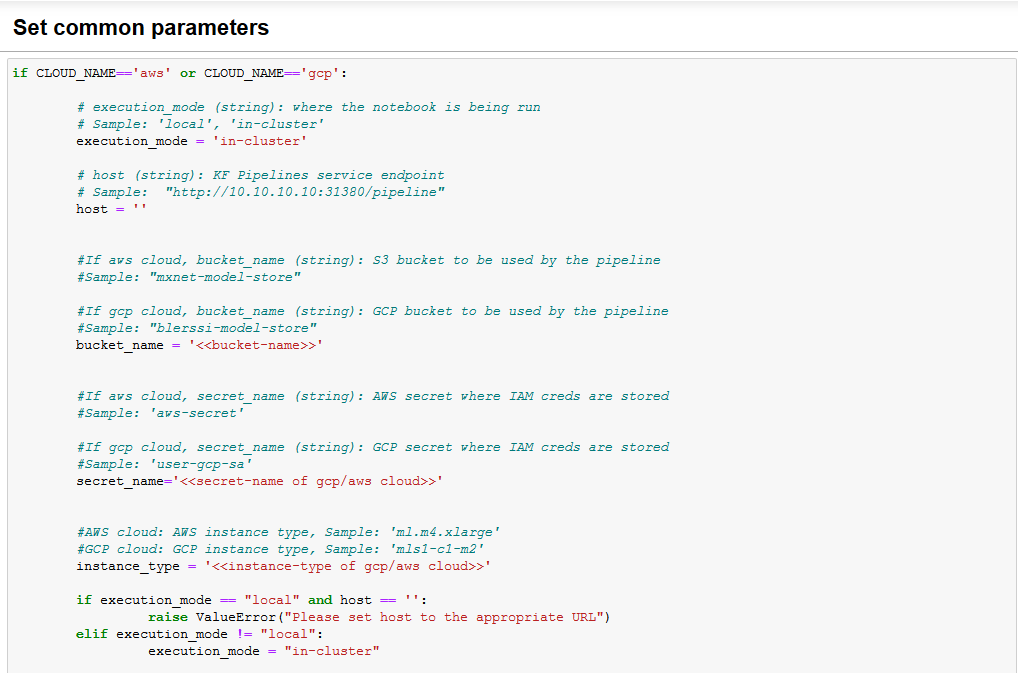 Set common parameters
if CLOUD_NAME=='aws' or CLOUD_NAME=='gcp':
# execution_mode (string): where the notebook is being run
# Sample: 'local', 'in-cluster'
execution_mode = 'in-cluster'
# host (string): KF Pipelines service endpoint
# Sample:  "http://10.10.10.10:31380/pipeline"
host = ''
#If aws cloud, bucket_name (string): S3 bucket to be used by the pipeline
#Sample: "mxnet-model-store"
#If gcp cloud, bucket_name (string): GCP bucket to be used by the pipeline
#Sample: "blerssi-model-store"
bucket_name = '<<bucket-name>>'
#If aws cloud, secret_name (string): AWS secret where IAM creds are stored
#Sample: 'aws-secret'
#If gcp cloud, secret_name (string): GCP secret where IAM creds are stored
#Sample: 'user-gcp-sa'
secret_name='<<secret-name of gcp/aws cloud>>'
#AWS cloud: AWS instance type, Sample: 'ml.m4.xlarge'
#GCP cloud: GCP instance type, Sample: 'mls1-c1-m2'
instance_type = '<<instance-type of gcp/aws cloud>>'
if execution_mode == "local" and host == '':
raise ValueError("Please set host to the appropriate URL")
elif execution_mode != "local":
execution_mode = "in-cluster"